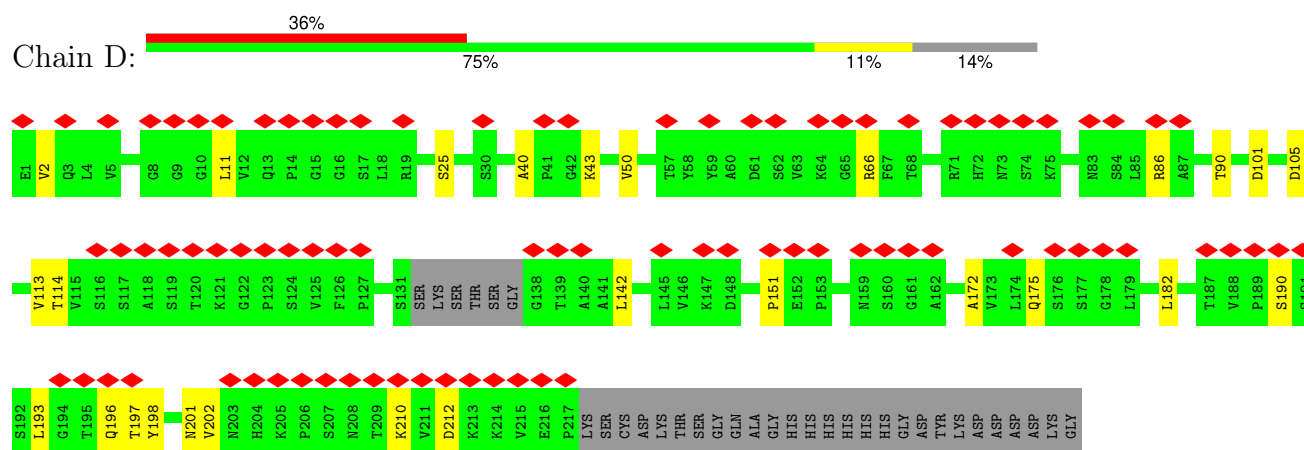 36%
Chain D:
75% 11% 14%
E1 V2 Q3 L4 V5 G8 G9 G10 L11 V12 Q13 P14 G15 G16 S17 L18 R19 S25 S30 A40 P41 G42 K43 V50 T57 Y58 Y59 A60 D61 S62 V63 K64 G65 R66 F67 T68 R71 H72 N73 S74 K75 N83 S84 L85 R86 A87 T90 D101 D105
V113 T114 V115 S116 S117 A118 S119 T120 K121 G122 P123 S124 V125 F126 P127 S131 SER LYS SER THR SER GLY G138 T139 A140 A141 L142 L145 V146 K147 D148 P151 E152 P153 N159 S160 G161 A162 A172 V173 L174 Q175 S176 S177 G178 L179 L182 T187 V188 P189 S190
S192 L193 G194 T195 Q196 T197 Y198 N201 V202 N203 H204 K205 P206 S207 N208 T209 K210 V211 D212 K213 K214 V215 E216 P217 LYS SER CYS ASP LYS THR SER GLY GLN ALA GLY HIS HIS HIS HIS HIS HIS GLY ASP TYR LYS ASP ASP ASP ASP LYS GLY